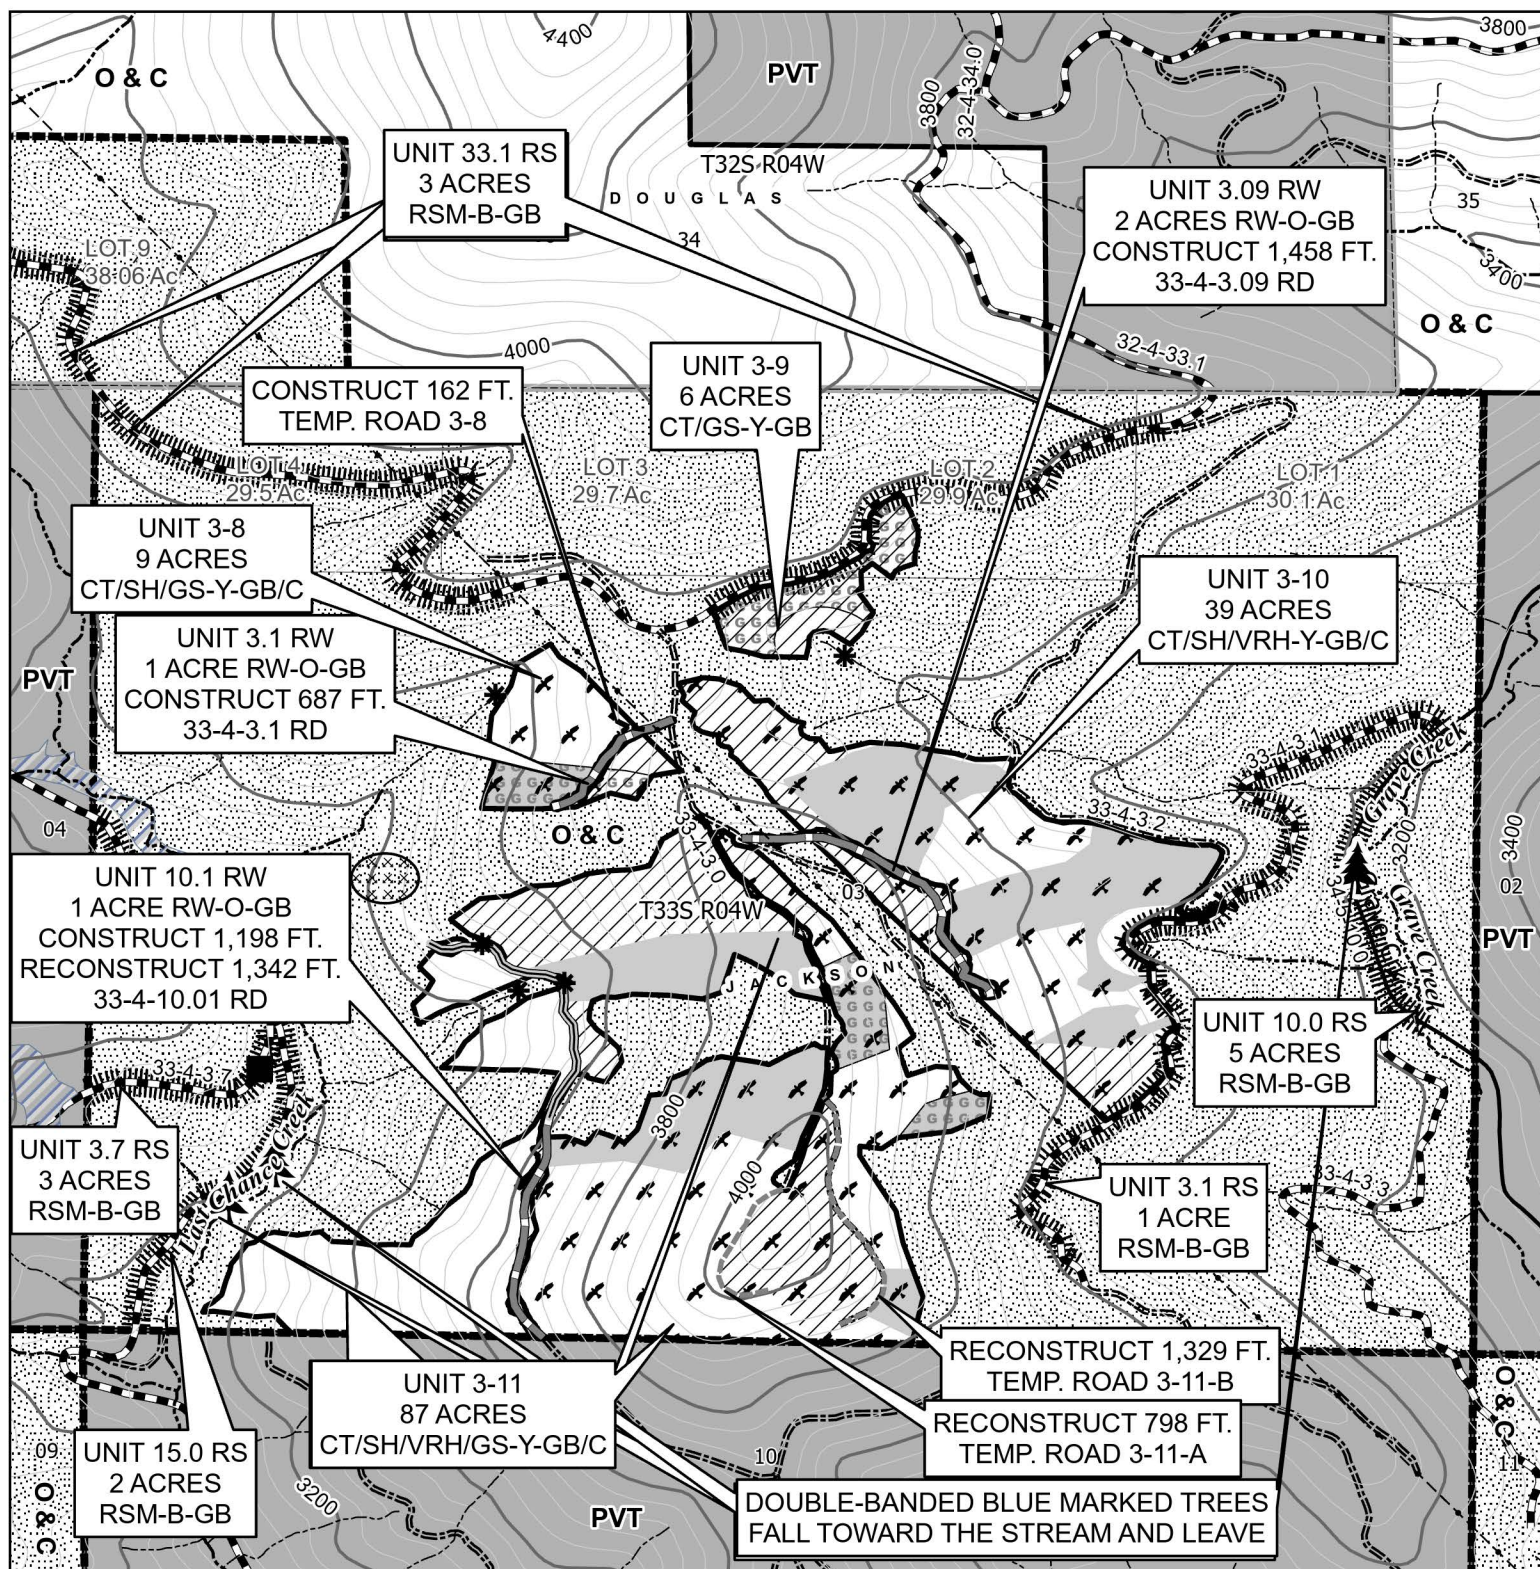 4400
3800
O & C
PVT
32-4-34.0
3800
UNIT 33.1 RS
3 ACRES
RSM-B-GB
T32S R04W
DOUGLAS
34
UNIT 3.09 RW
2 ACRES RW-O-GB
CONSTRUCT 1,458 FT.
33-4-3.09 RD
35
3400
O & C
LOT 9
38.06 Ac
4000
32-4-33.1
CONSTRUCT 162 FT.
TEMP. ROAD 3-8
UNIT 3-9
6 ACRES
CT/GS-Y-GB
LOT 4
29.5 Ac
LOT 3
29.7 Ac
LOT 2
29.9 Ac
LOT 1
30.1 Ac
UNIT 3-8
9 ACRES
CT/SH/GS-Y-GB/C
UNIT 3-10
39 ACRES
CT/SH/VRH-Y-GB/C
UNIT 3.1 RW
1 ACRE RW-O-GB
CONSTRUCT 687 FT.
33-4-3.1 RD
PVT
33-4-3.1
Grave Creek
3200
33-4-3.2
33-4-3.0
O & C
04
03
3400
02
PVT
UNIT 10.1 RW
1 ACRE RW-O-GB
CONSTRUCT 1,198 FT.
RECONSTRUCT 1,342 FT.
33-4-10.01 RD
T33S R04W
JACKSON
Grave Creek
UNIT 10.0 RS
5 ACRES
RSM-B-GB
33-4-3.7
3800
4000
UNIT 3.7 RS
3 ACRES
RSM-B-GB
Last Chance Creek
33-4-3.3
UNIT 3.1 RS
1 ACRE
RSM-B-GB
RECONSTRUCT 1,329 FT.
TEMP. ROAD 3-11-B
UNIT 3-11
87 ACRES
CT/SH/VRH/GS-Y-GB/C
RECONSTRUCT 798 FT.
TEMP. ROAD 3-11-A
UNIT 15.0 RS
2 ACRES
RSM-B-GB
09
O & C
3200
10
PVT
O & C
11
DOUBLE-BANDED BLUE MARKED TREES
FALL TOWARD THE STREAM AND LEAVE